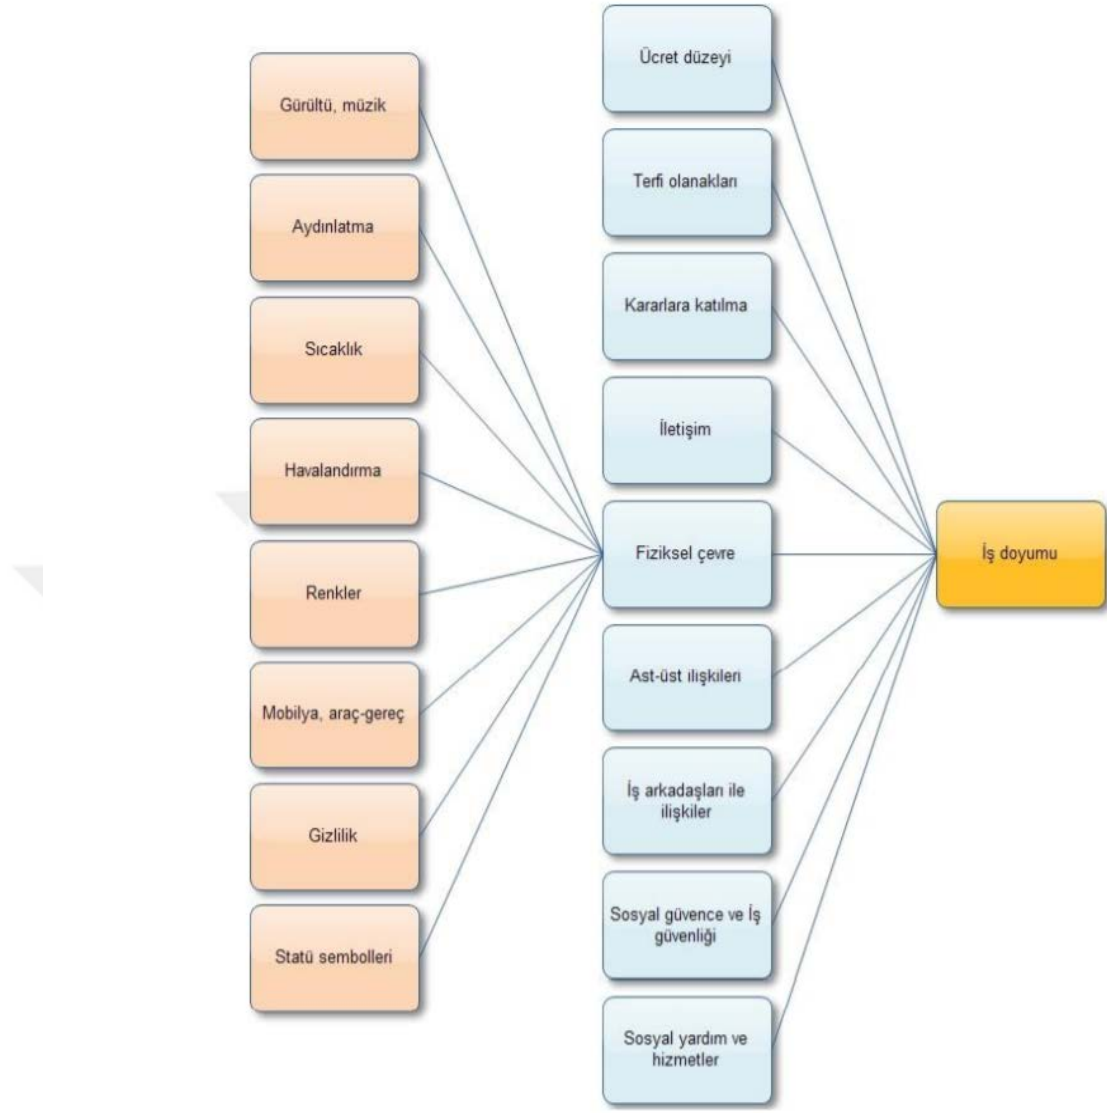 Gürültü, müzik
Aydınlatma
Sıcaklık
Havalandırma
Renkler
Mobilya, araç-gereç
Gizlilik
Statü sembolleri
Ücret düzeyi
Terfi olanakları
Kararlara katılma
İletişim
Fiziksel çevre
Ast-üst ilişkileri
İş arkadaşları ile
ilişkiler
Sosyal güvence ve İş
güvenliği
Sosyal yardım ve
hizmetler
İş doyumu